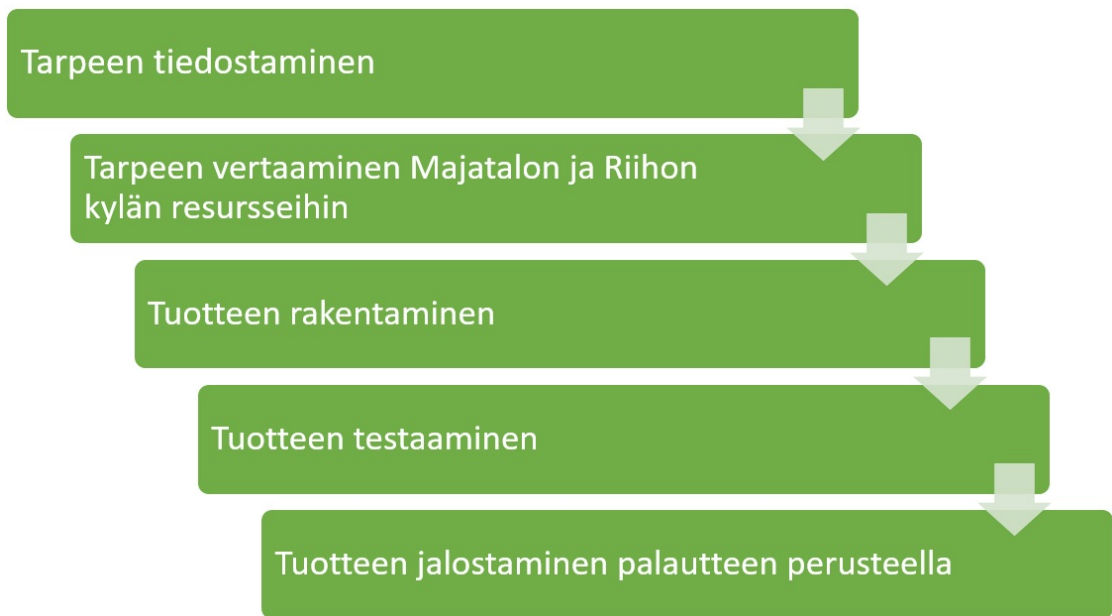 Tarpeen tiedostaminen
Tarpeen vertaaminen Majatalon ja Riihon
kylän resursseihin
Tuotteen rakentaminen
Tuotteen testaaminen
Tuotteen jalostaminen palautteen perusteella